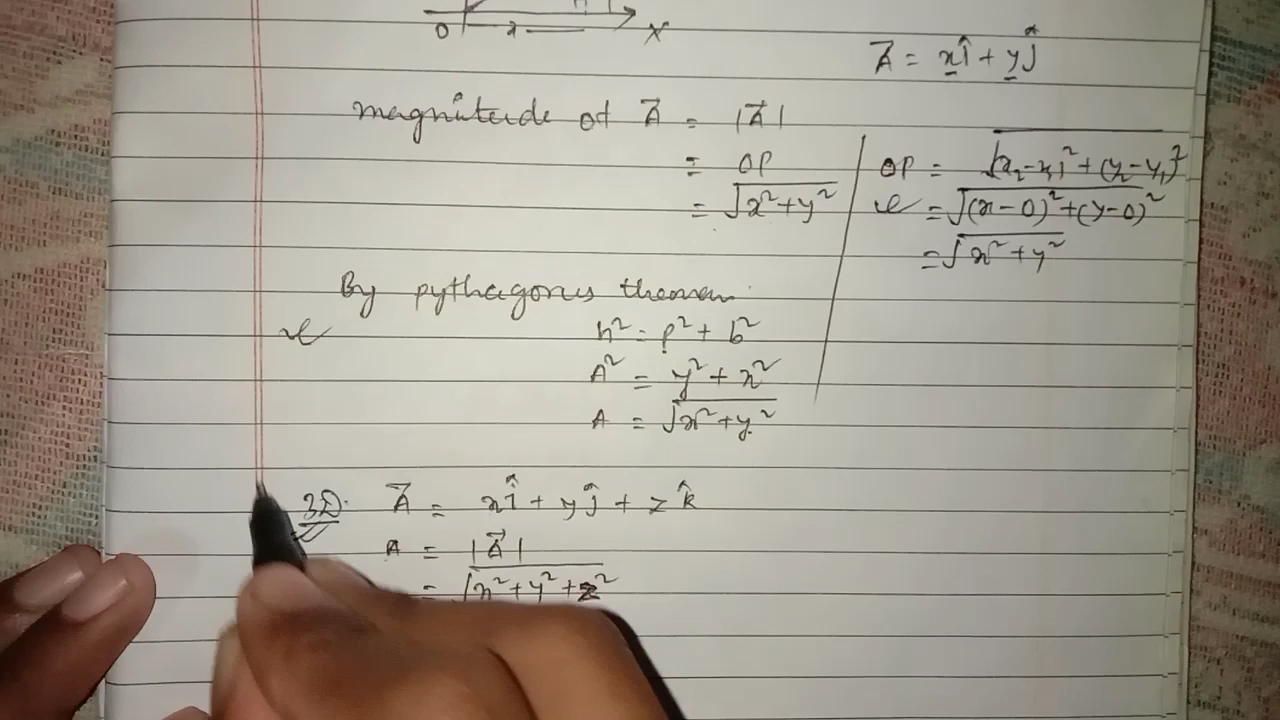 O x X
A⃗ = xî + yĵ
magnitude of A⃗ = |A⃗|
= OP
= √x²+y²
OP = √(x₂-x₁)²+(y₂-y₁)²
= √(x-0)²+(y-0)²
= √x²+y²
By pythagorus theorem
h² = p² + b²
A² = y² + x²
A = √x²+y²
3D. A⃗ = xî + yĵ + zk̂
A = |A⃗|
= √x²+y²+z²